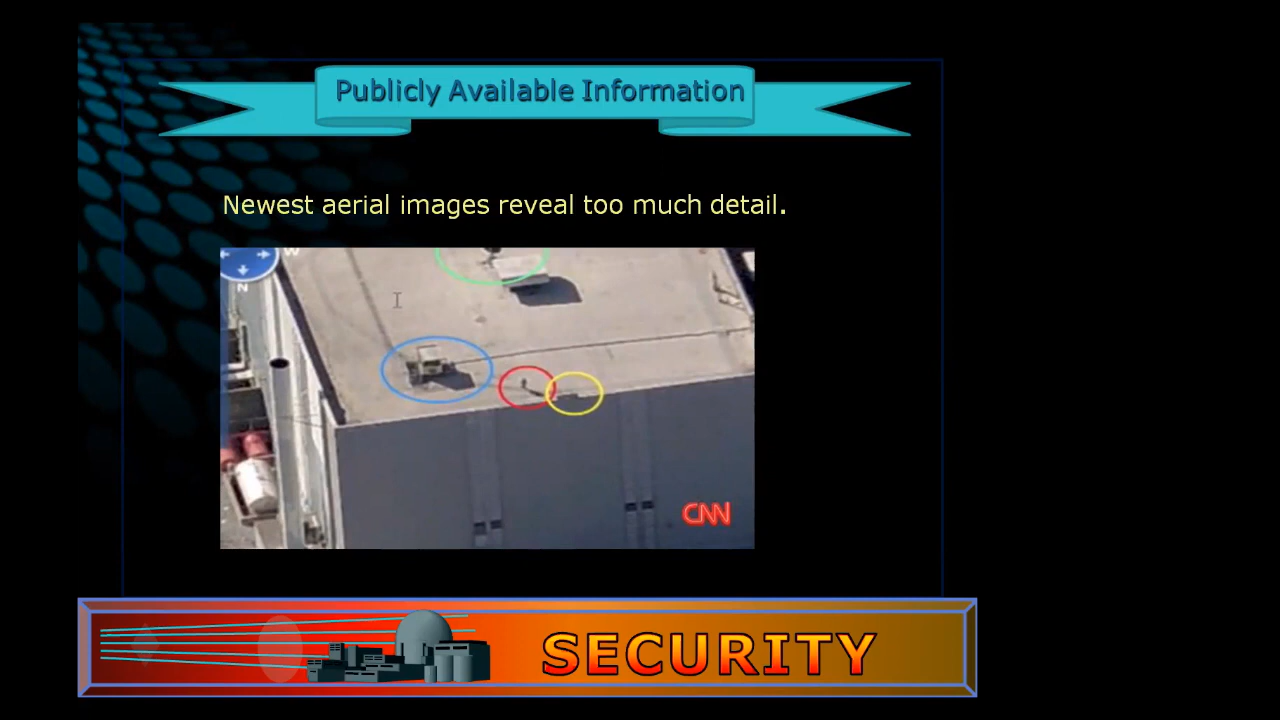 Publicly Available Information
Newest aerial images reveal too much detail.
W
N
CNN
SECURITY